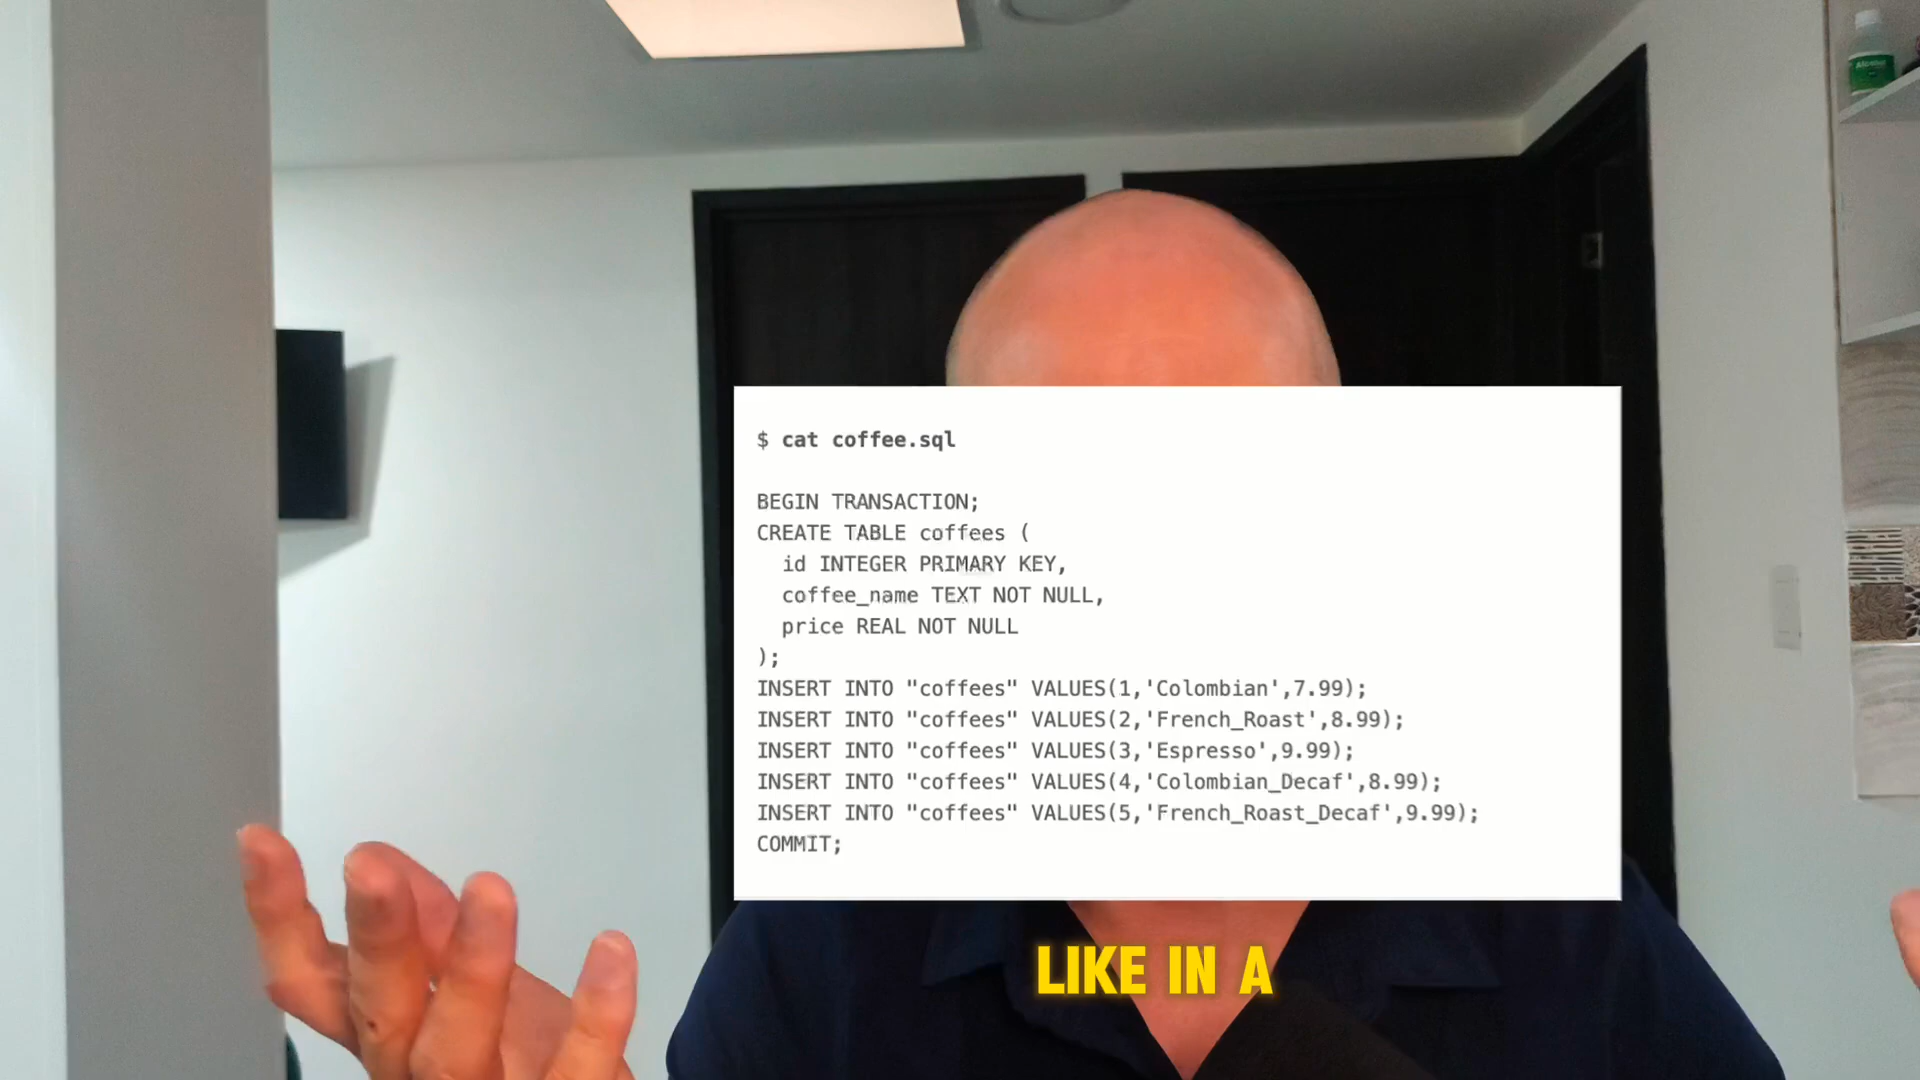 Alcohol
$ cat coffee.sql
BEGIN TRANSACTION;
CREATE TABLE coffees (
  id INTEGER PRIMARY KEY,
  coffee_name TEXT NOT NULL,
  price REAL NOT NULL
);
INSERT INTO "coffees" VALUES(1,'Colombian',7.99);
INSERT INTO "coffees" VALUES(2,'French_Roast',8.99);
INSERT INTO "coffees" VALUES(3,'Espresso',9.99);
INSERT INTO "coffees" VALUES(4,'Colombian_Decaf',8.99);
INSERT INTO "coffees" VALUES(5,'French_Roast_Decaf',9.99);
COMMIT;
LIKE IN A